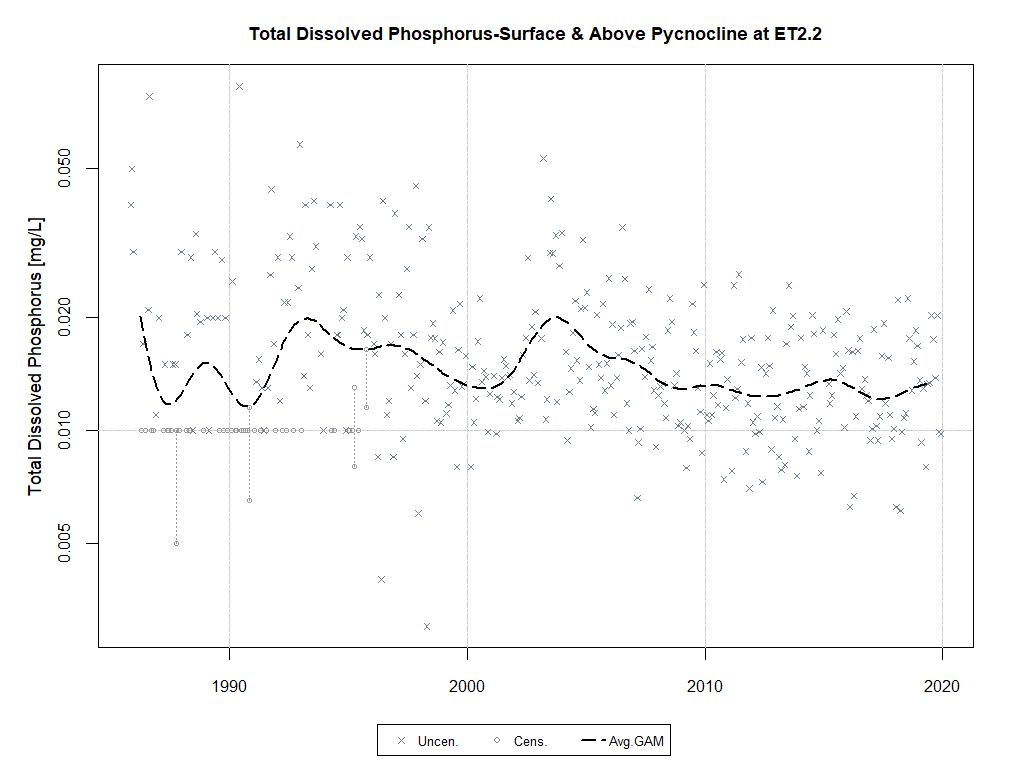 Total Dissolved Phosphorus-Surface & Above Pycnocline at ET2.2
Total Dissolved Phosphorus [mg/L]
0.050
0.020
0.010
0.005
1990 2000 2010 2020
Uncen. Cens. Avg.GAM